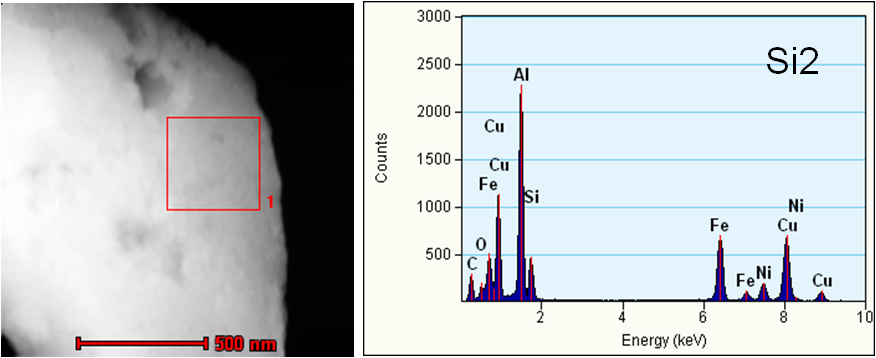 1
500 nm
Si2
3000
2500
2000
1500
1000
500
Counts
Al
Cu
Cu
Fe
Si
O
C
Fe
Fe
Ni
Ni
Cu
Cu
2
4
6
8
10
Energy (keV)